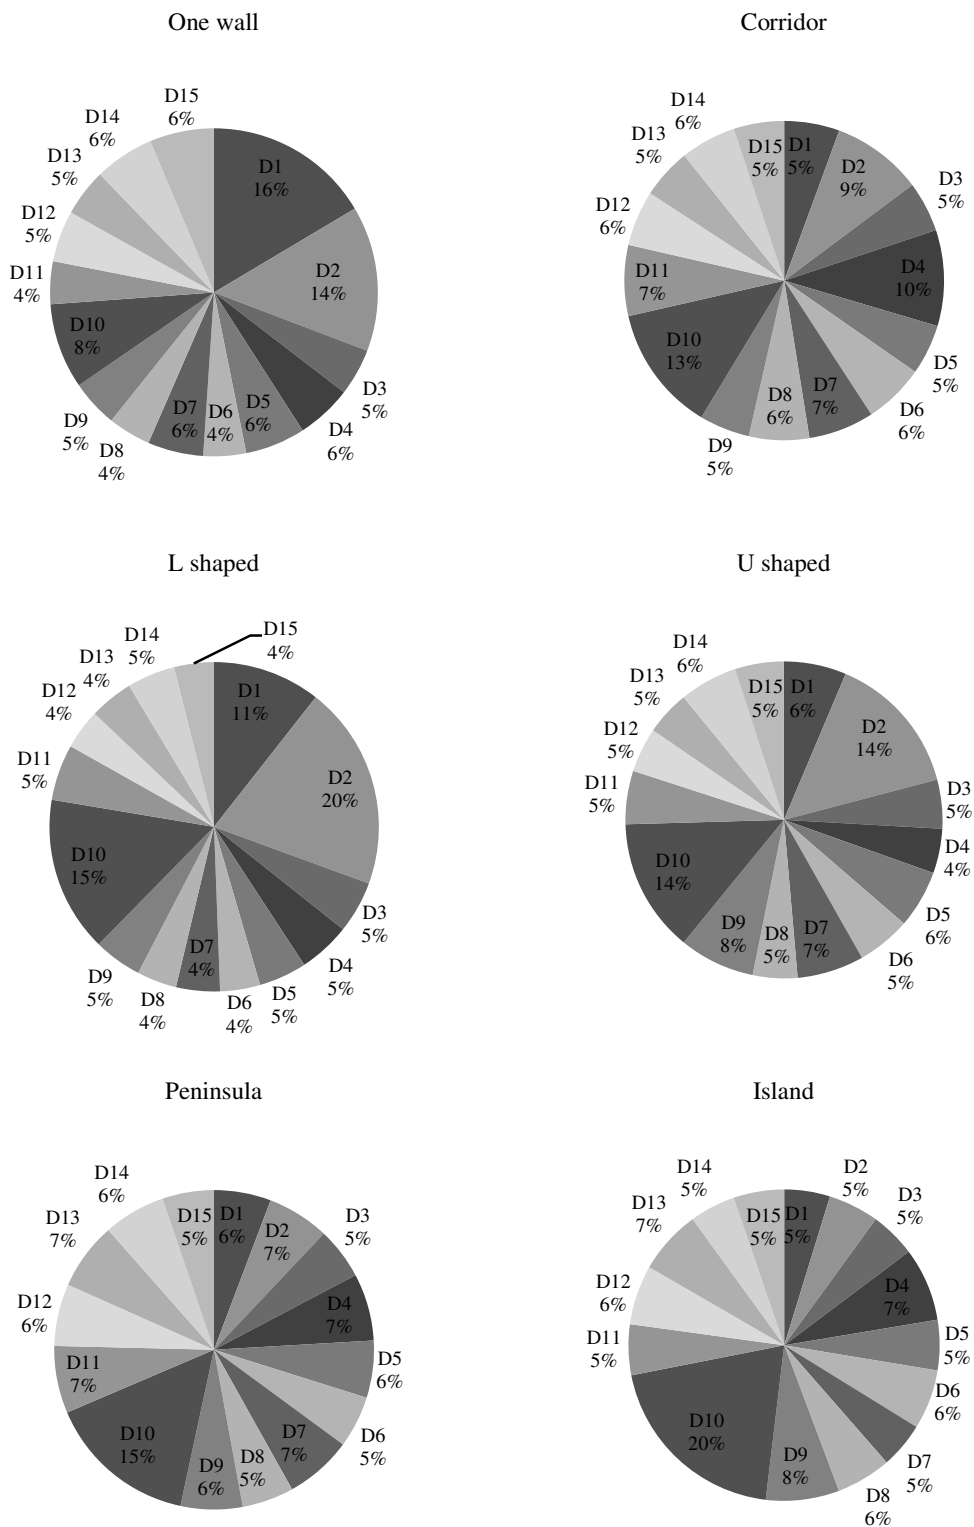 One wall
D1
16%
D2
14%
D3
5%
D4
6%
D5
6%
D6
4%
D7
6%
D8
4%
D9
5%
D10
8%
D11
4%
D12
5%
D13
5%
D14
6%
D15
6%
Corridor
D1
5%
D2
9%
D3
5%
D4
10%
D5
5%
D6
6%
D7
7%
D8
6%
D9
5%
D10
13%
D11
7%
D12
6%
D13
5%
D14
6%
D15
5%
L shaped
D1
11%
D2
20%
D3
5%
D4
5%
D5
5%
D6
4%
D7
4%
D8
4%
D9
5%
D10
15%
D11
5%
D12
4%
D13
4%
D14
5%
D15
4%
U shaped
D1
6%
D2
14%
D3
5%
D4
4%
D5
6%
D6
5%
D7
7%
D8
5%
D9
8%
D10
14%
D11
5%
D12
5%
D13
5%
D14
6%
D15
5%
Peninsula
D1
6%
D2
7%
D3
5%
D4
7%
D5
6%
D6
5%
D7
7%
D8
5%
D9
6%
D10
15%
D11
7%
D12
6%
D13
7%
D14
6%
D15
5%
Island
D1
5%
D2
5%
D3
5%
D4
7%
D5
5%
D6
6%
D7
5%
D8
6%
D9
8%
D10
20%
D11
5%
D12
6%
D13
7%
D14
5%
D15
5%